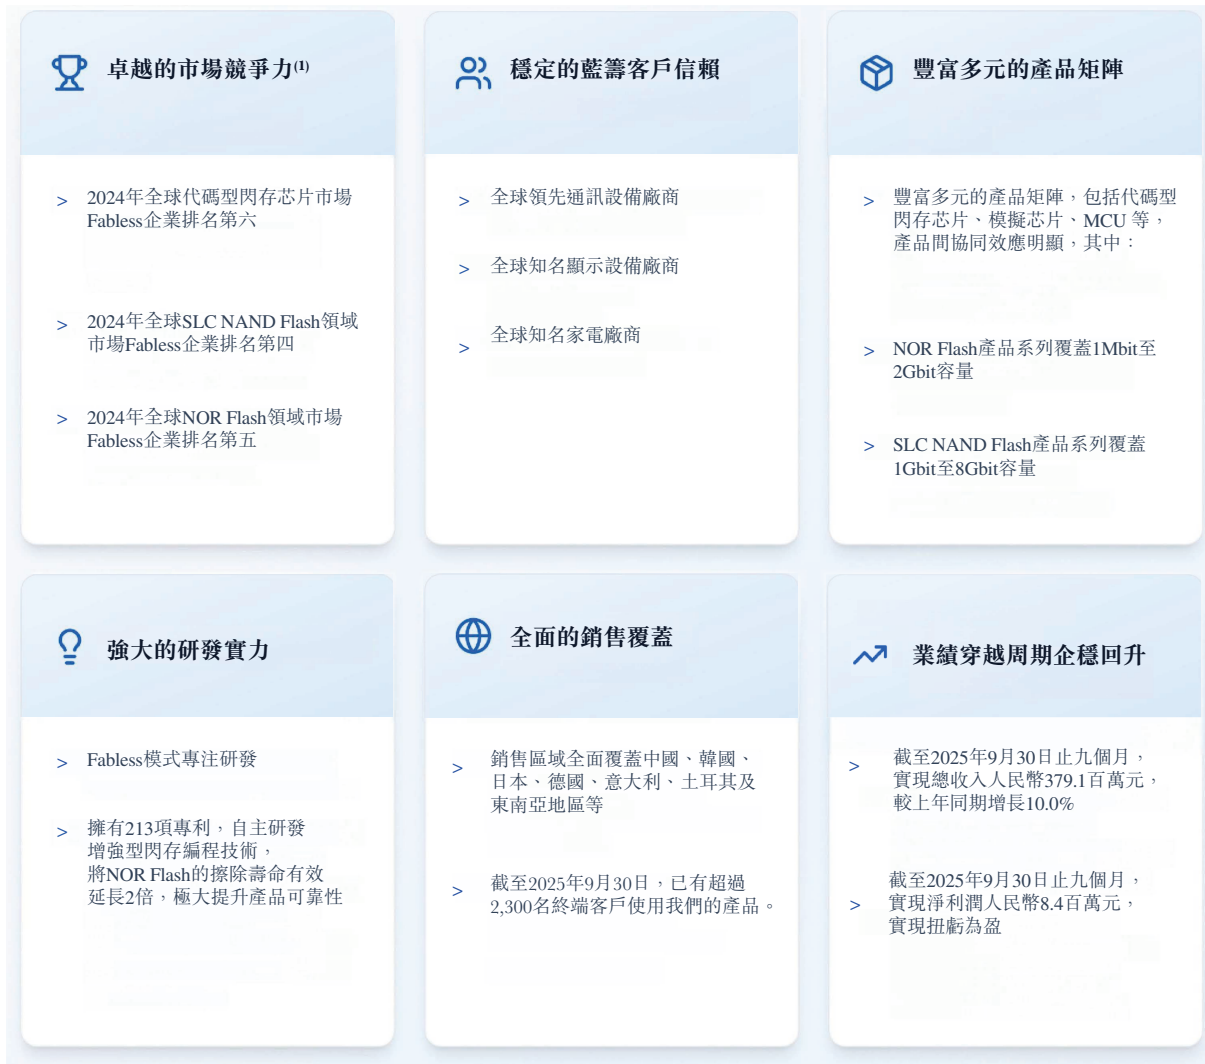 卓越的市場競爭力(1)
> 2024年全球代碼型閃存芯片市場
Fabless企業排名第六
> 2024年全球SLC NAND Flash領域
市場Fabless企業排名第四
> 2024年全球NOR Flash領域市場
Fabless企業排名第五
穩定的藍籌客戶信賴
> 全球領先通訊設備廠商
> 全球知名顯示設備廠商
> 全球知名家電廠商
豐富多元的產品矩陣
> 豐富多元的產品矩陣，包括代碼型
閃存芯片、模擬芯片、MCU 等，
產品間協同效應明顯，其中：
> NOR Flash產品系列覆蓋1Mbit至
2Gbit容量
> SLC NAND Flash產品系列覆蓋
1Gbit至8Gbit容量
強大的研發實力
> Fabless模式專注研發
> 擁有213項專利，自主研發
增強型閃存編程技術，
將NOR Flash的擦除壽命有效
延長2倍，極大提升產品可靠性
全面的銷售覆蓋
> 銷售區域全面覆蓋中國、韓國、
日本、德國、意大利、土耳其及
東南亞地區等
> 截至2025年9月30日，已有超過
2,300名終端客戶使用我們的產品。
業績穿越周期企穩回升
> 截至2025年9月30日止九個月，
實現總收入人民幣379.1百萬元，
較上年同期增長10.0%
> 截至2025年9月30日止九個月，
實現淨利潤人民幣8.4百萬元，
實現扭虧為盈